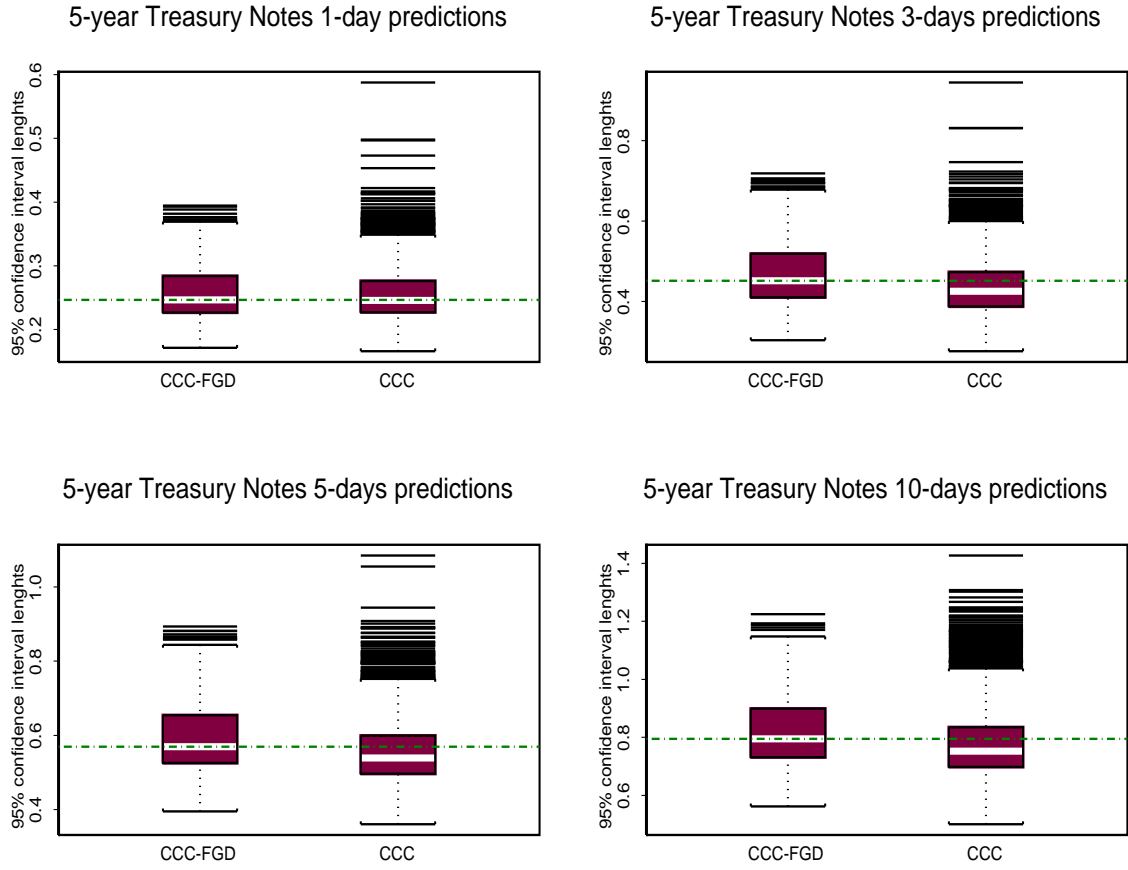 5-year Treasury Notes 1-day predictions
95% confidence interval lenghts
0.2 0.3 0.4 0.5 0.6
CCC-FGD CCC
5-year Treasury Notes 3-days predictions
95% confidence interval lenghts
0.4 0.6 0.8
CCC-FGD CCC
5-year Treasury Notes 5-days predictions
95% confidence interval lenghts
0.4 0.6 0.8 1.0
CCC-FGD CCC
5-year Treasury Notes 10-days predictions
95% confidence interval lenghts
0.6 0.8 1.0 1.2 1.4
CCC-FGD CCC